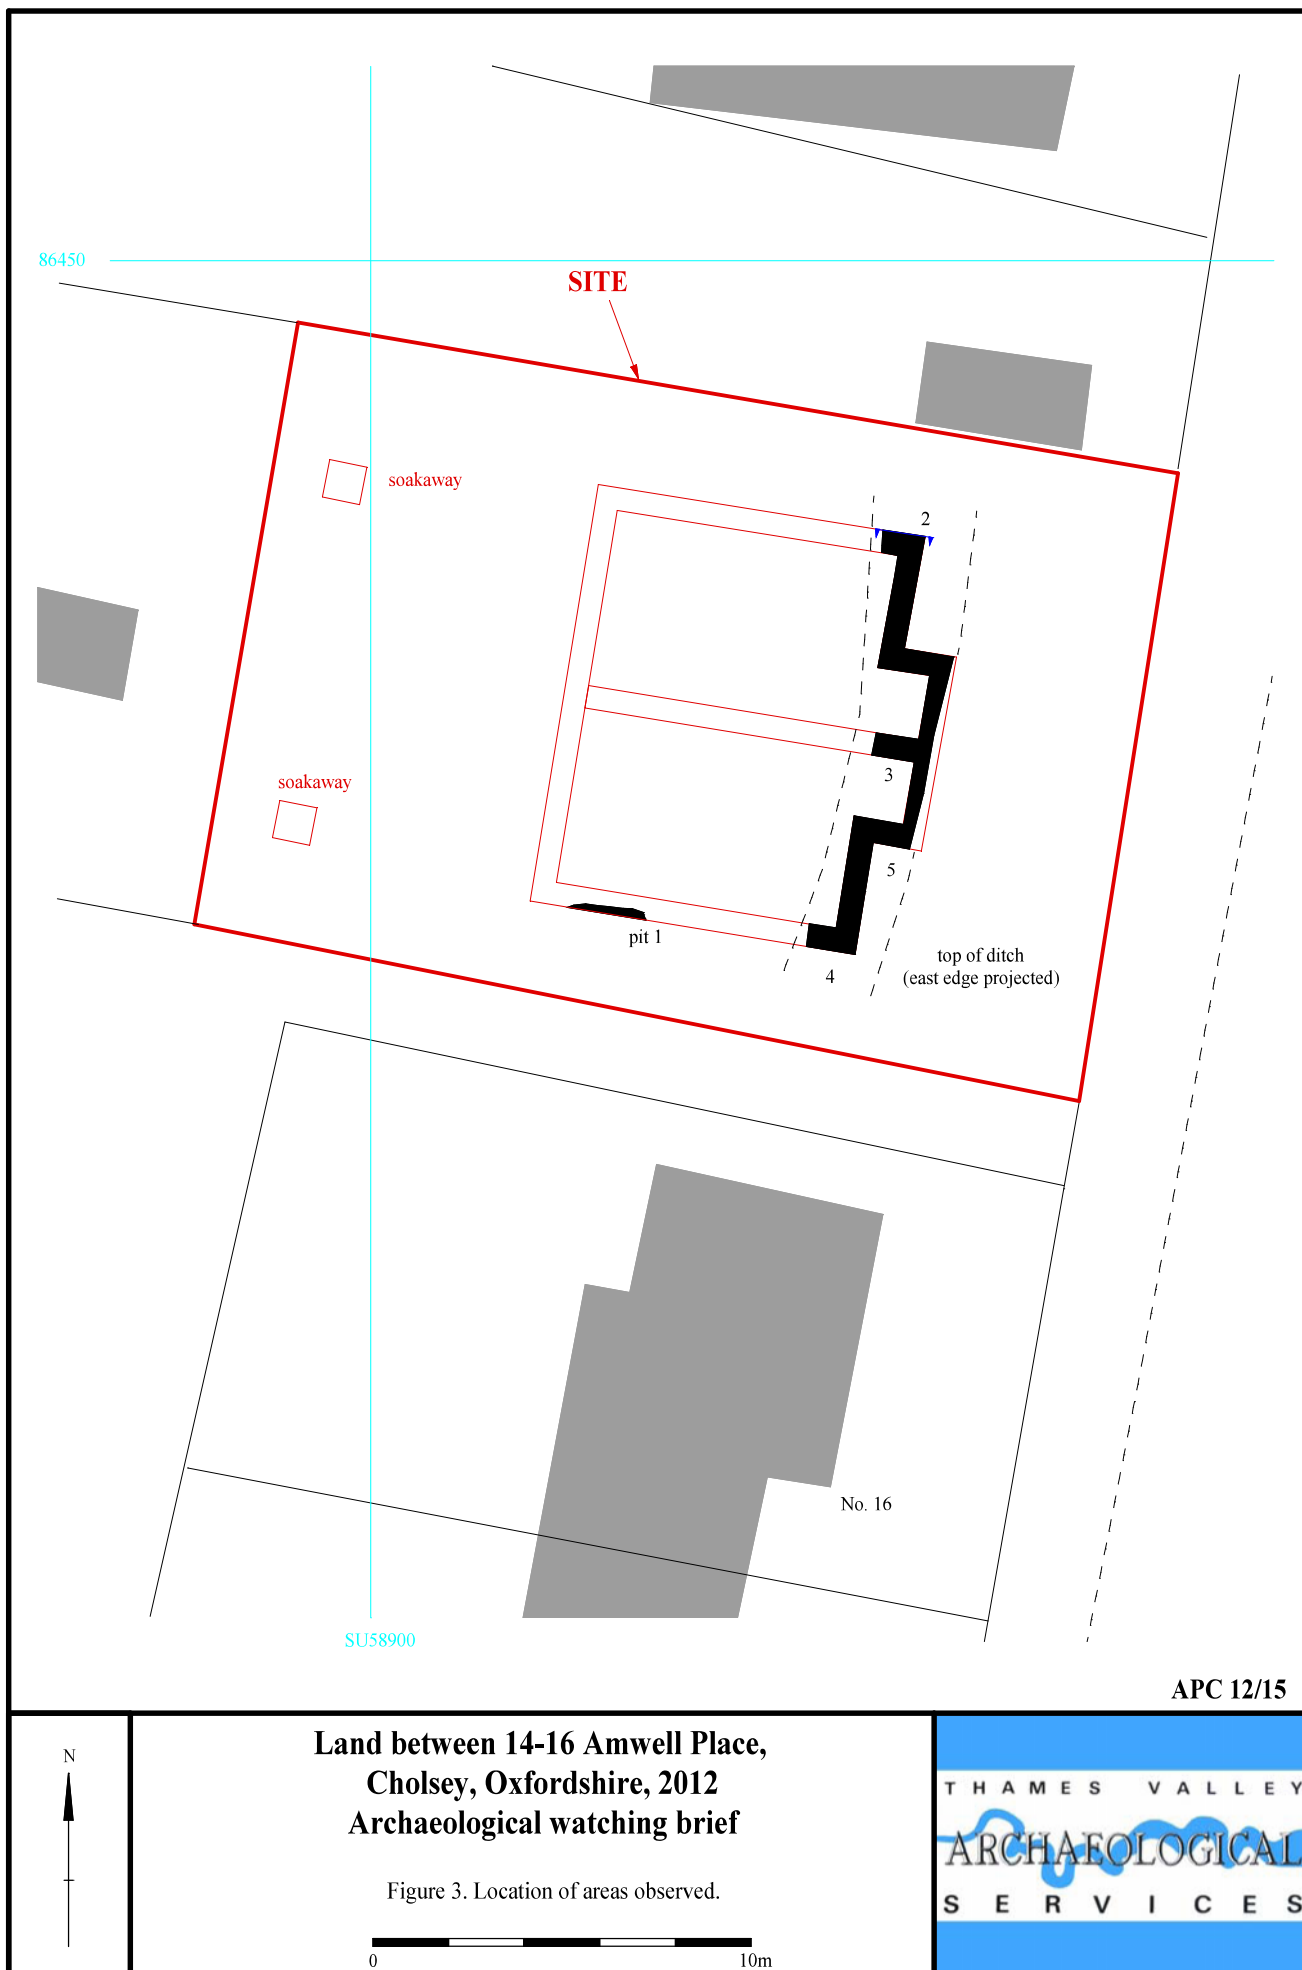 86450
SITE
soakaway
2
soakaway
3
5
pit 1
4
top of ditch
(east edge projected)
No. 16
SU58900
APC 12/15
N
Land between 14-16 Amwell Place,
Cholsey, Oxfordshire, 2012
Archaeological watching brief
Figure 3. Location of areas observed.
0
10m
THAMES VALLEY
ARCHAEOLOGICAL
SERVICES